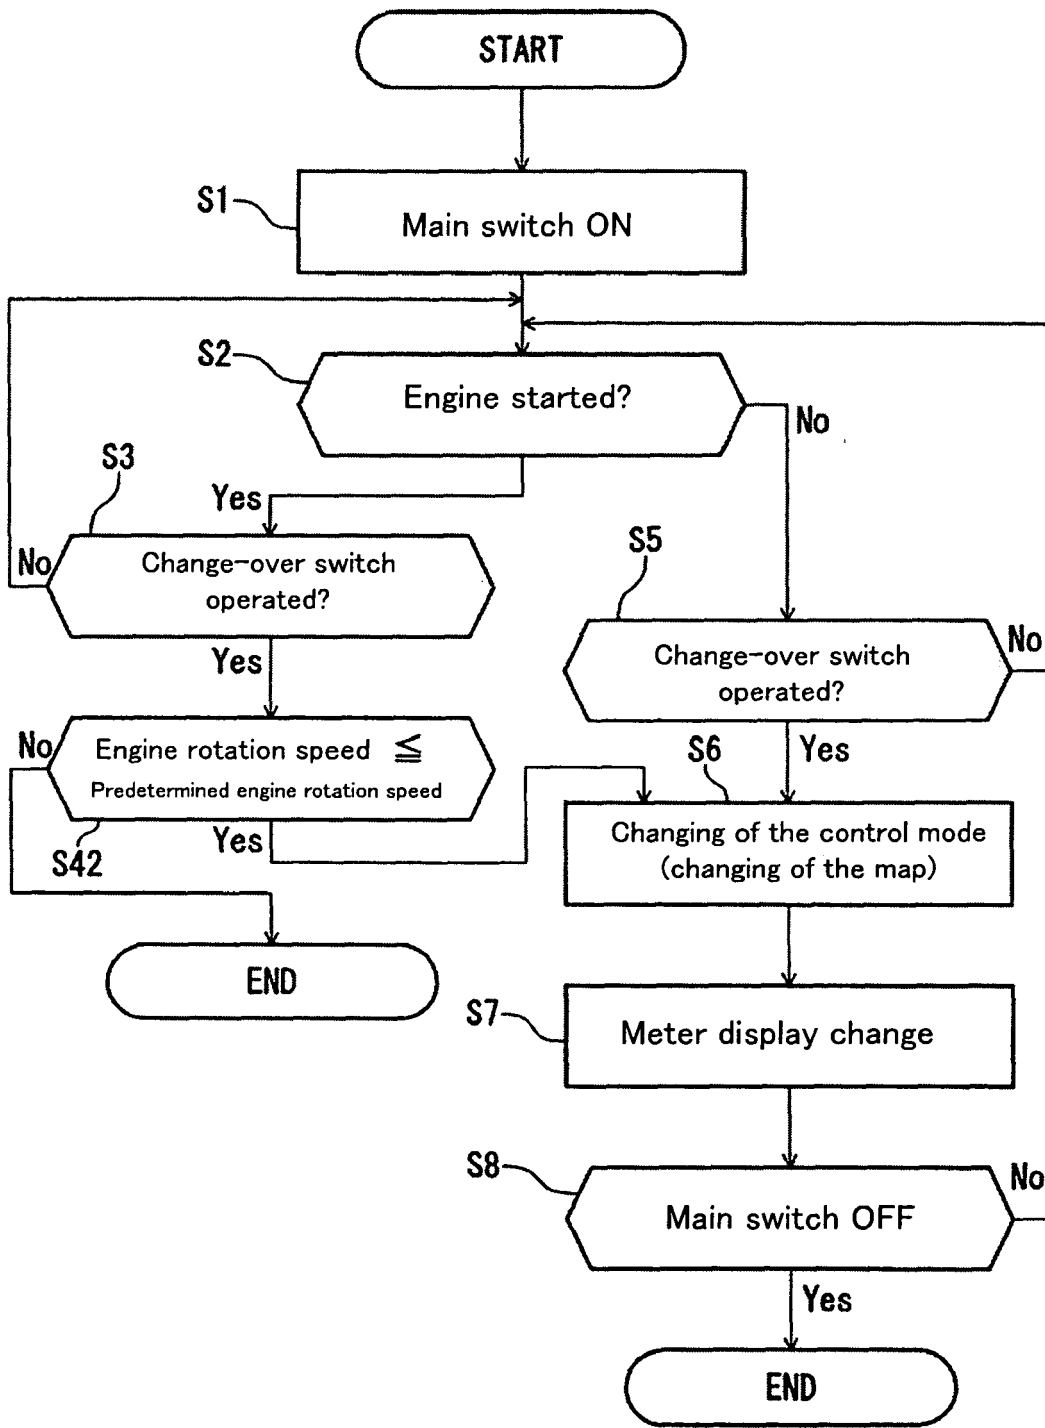 START
S1
Main switch ON
S2
Engine started?
No
S3
Yes
No
Change-over switch
operated?
S5
Yes
Change-over switch
operated?
No
No
Engine rotation speed ≦
Predetermined engine rotation speed
S6
Yes
S42
Yes
Changing of the control mode
(changing of the map)
END
S7
Meter display change
S8
Main switch OFF
No
Yes
END